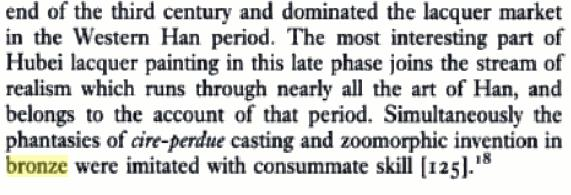 end of the third century and dominated the lacquer market
in the Western Han period. The most interesting part of
Hubei lacquer painting in this late phase joins the stream of
realism which runs through nearly all the art of Han, and
belongs to the account of that period. Simultaneously the
phantasies of cire-perdue casting and zoomorphic invention in
bronze were imitated with consummate skill [125].¹⁸